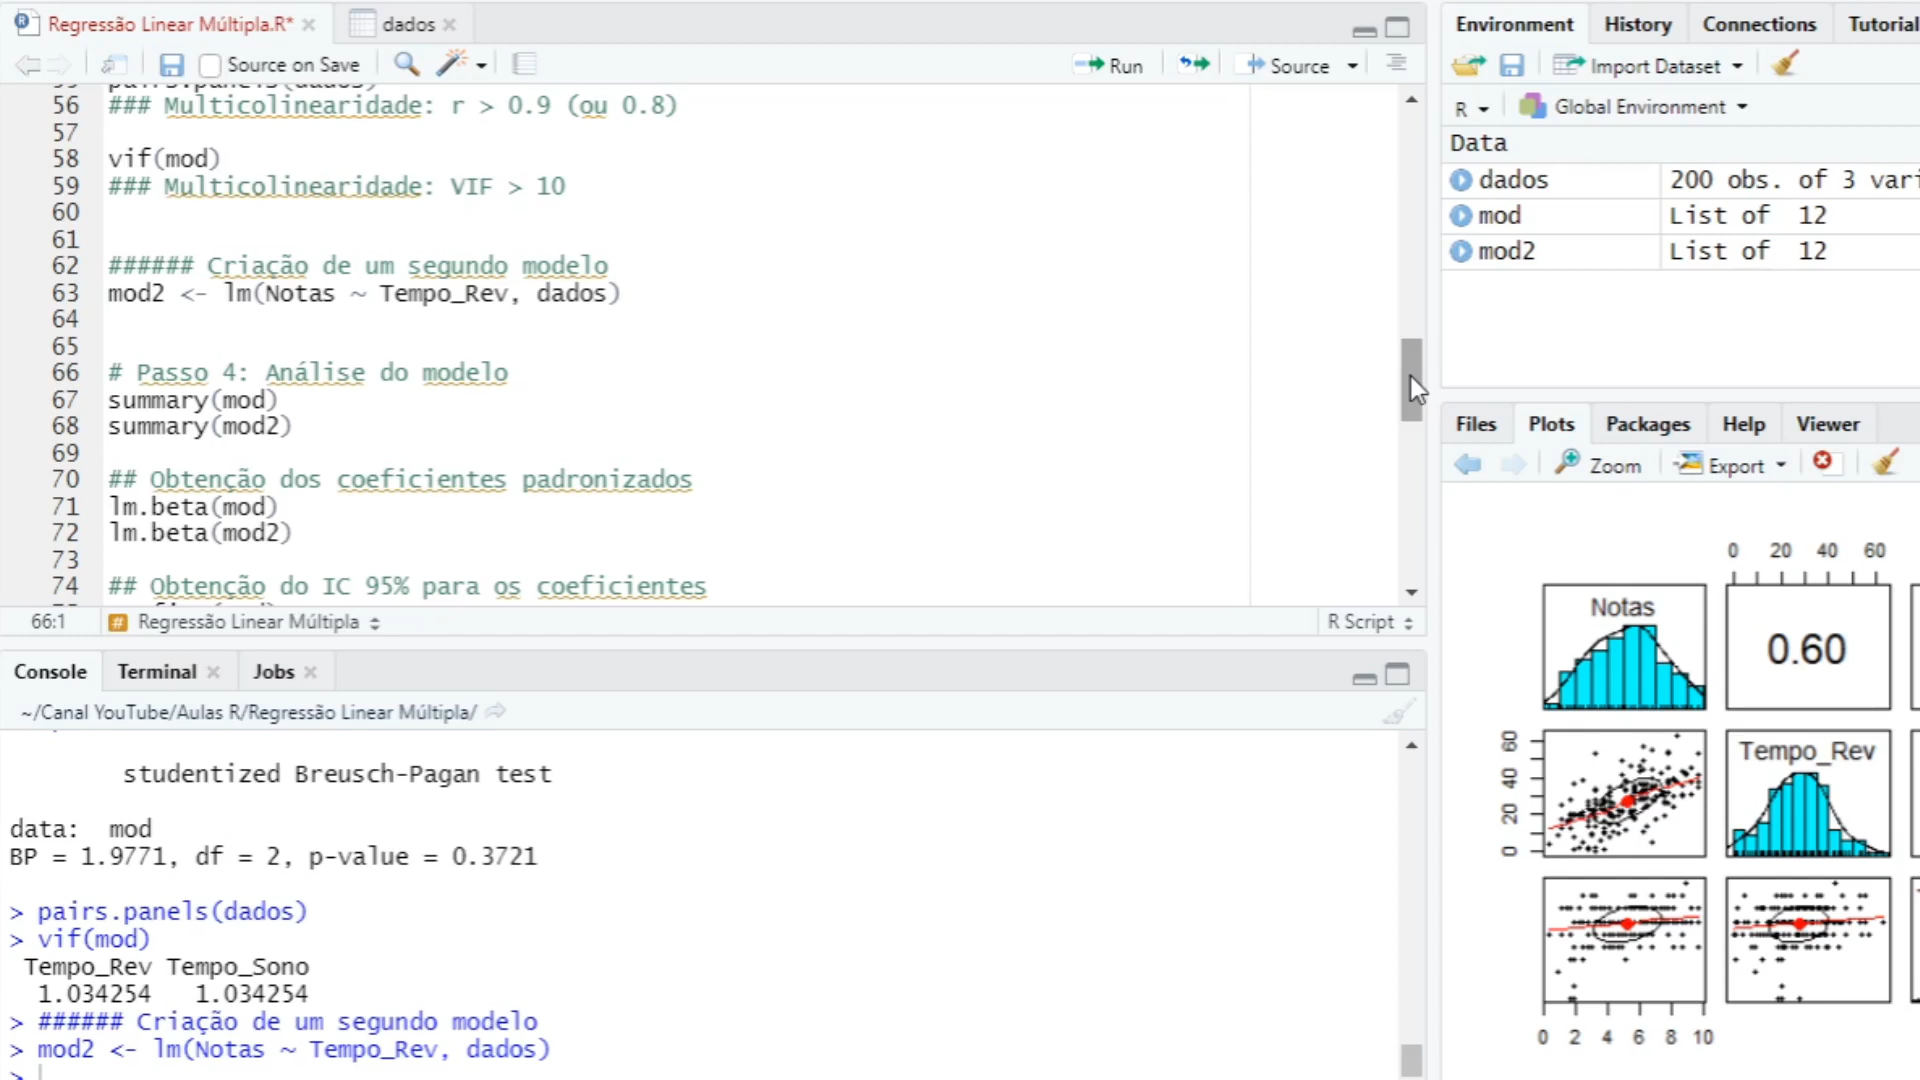 Regressão Linear Múltipla.R*
dados
Source on Save
Run
Source
56 ### Multicolinearidade: r > 0.9 (ou 0.8)
57
58 vif(mod)
59 ### Multicolinearidade: VIF > 10
60
61
62 ###### Criação de um segundo modelo
63 mod2 <- lm(Notas ~ Tempo_Rev, dados)
64
65
66 # Passo 4: Análise do modelo
67 summary(mod)
68 summary(mod2)
69
70 ## Obtenção dos coeficientes padronizados
71 lm.beta(mod)
72 lm.beta(mod2)
73
74 ## Obtenção do IC 95% para os coeficientes
66:1 # Regressão Linear Múltipla R Script
Console Terminal Jobs
~/Canal YouTube/Aulas R/Regressão Linear Múltipla/
studentized Breusch-Pagan test
data: mod
BP = 1.9771, df = 2, p-value = 0.3721
> pairs.panels(dados)
> vif(mod)
Tempo_Rev Tempo_Sono
1.034254 1.034254
> ###### Criação de um segundo modelo
> mod2 <- lm(Notas ~ Tempo_Rev, dados)
>
Environment History Connections Tutorial
Import Dataset
R Global Environment
Data
dados 200 obs. of 3 vari
mod List of 12
mod2 List of 12
Files Plots Packages Help Viewer
Zoom Export
0 20 40 60
Notas
0.60
Tempo_Rev
60
40
20
0
0 2 4 6 8 10